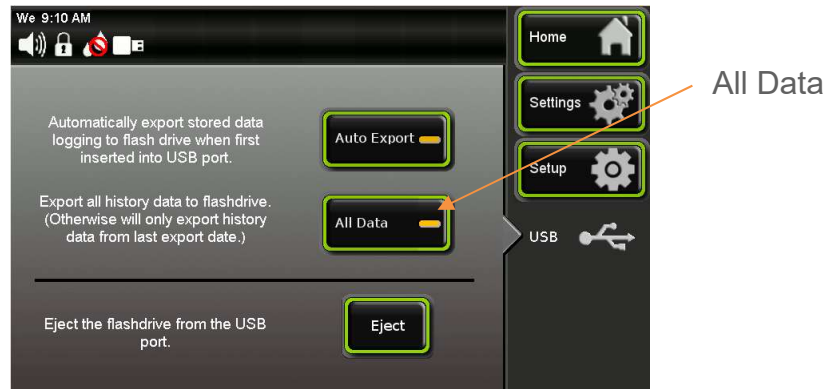 We 9:10 AM
Home
All Data
Settings
Automatically export stored data
logging to flash drive when first
inserted into USB port.
Auto Export
Setup
Export all history data to flashdrive.
(Otherwise will only export history
data from last export date.)
All Data
USB
Eject the flashdrive from the USB
port.
Eject